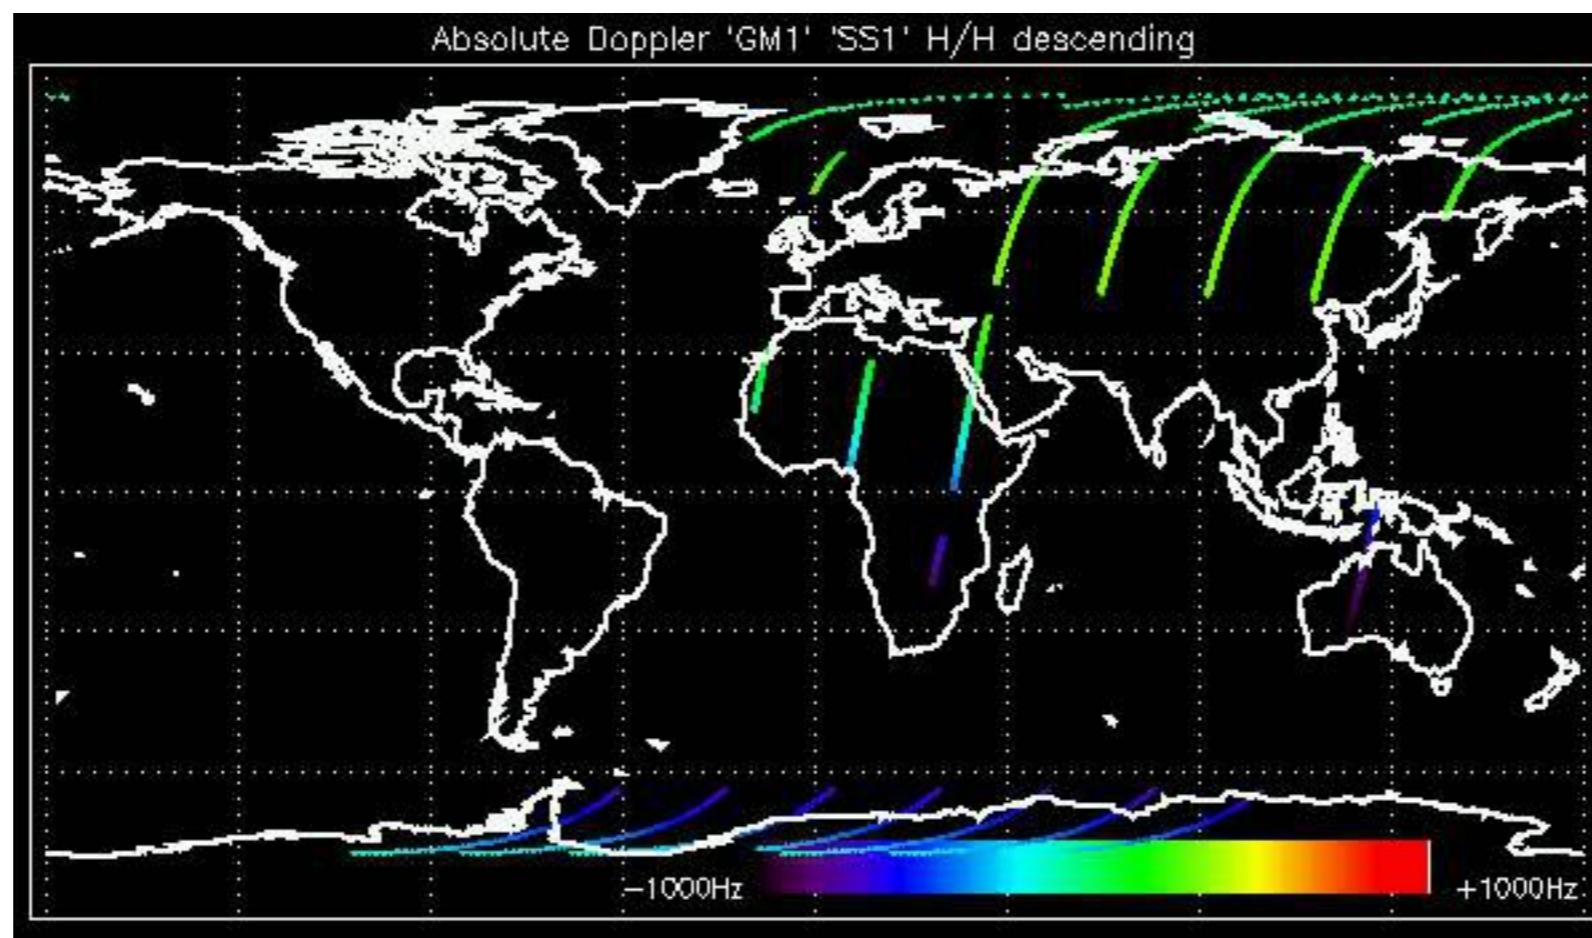 Absolute Doppler 'GM1' 'SS1' H/H descending
−1000Hz
+1000Hz